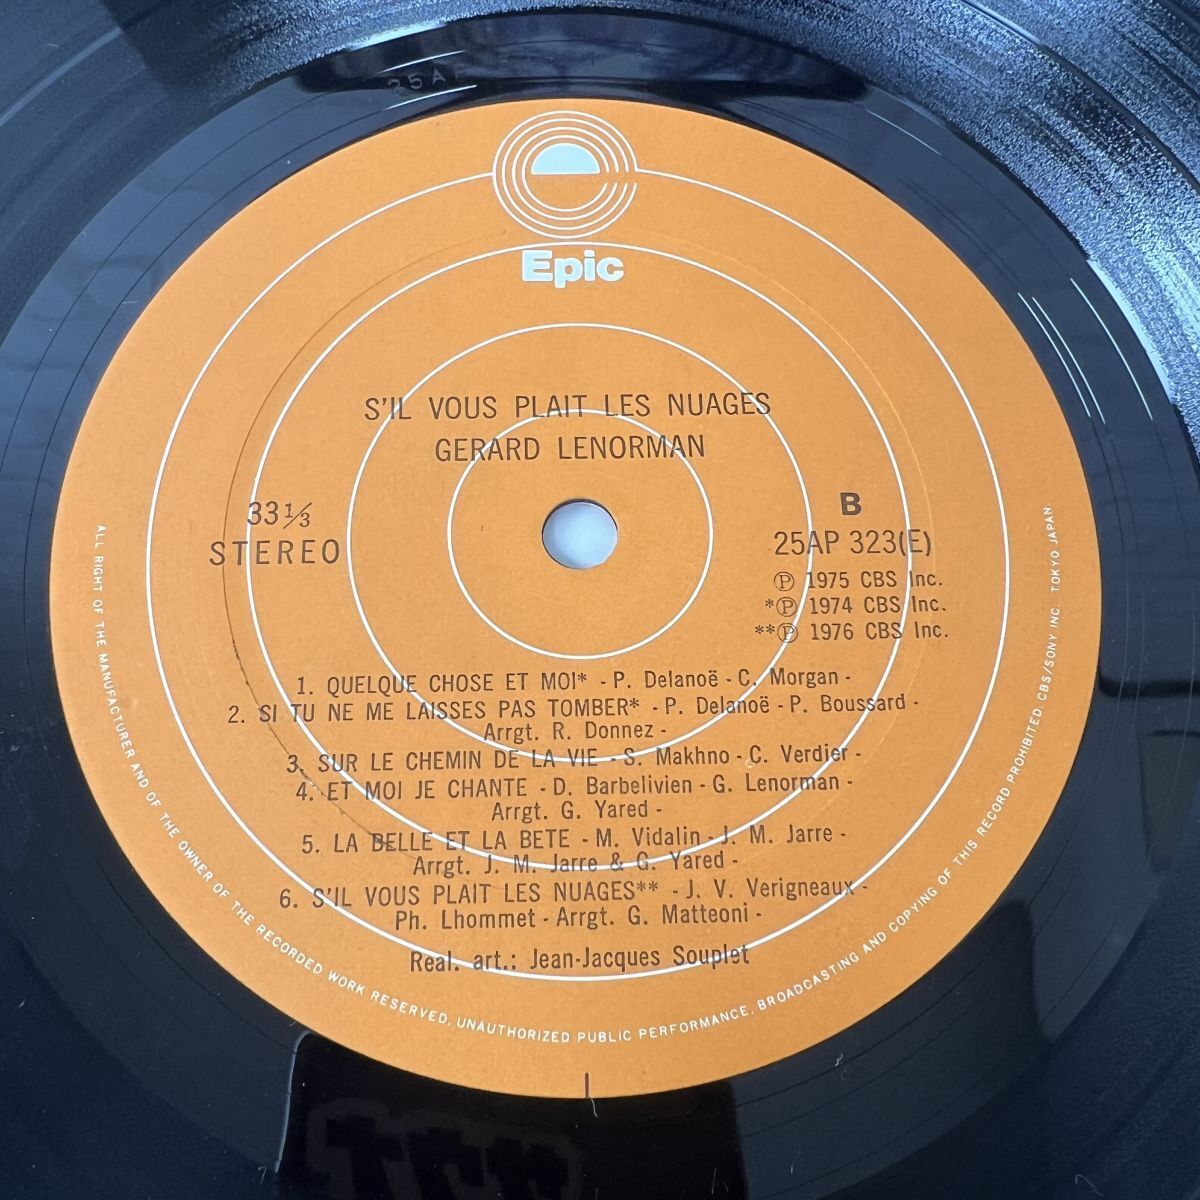 Epic
S'IL VOUS PLAIT LES NUAGES
GERARD LENORMAN
33⅓
STEREO
B
25AP 323(E)
Ⓟ 1975 CBS Inc.
*Ⓟ 1974 CBS Inc.
**Ⓟ 1976 CBS Inc.
1. QUELQUE CHOSE ET MOI* - P. Delanoë - C. Morgan -
2. SI TU NE ME LAISSES PAS TOMBER* - P. Delanoë - P. Boussard -
Arrgt. R. Donnez -
3. SUR LE CHEMIN DE LA VIE - S. Makhno - C. Verdier -
4. ET MOI JE CHANTE - D. Barbelivien - G. Lenorman -
Arrgt. G. Yared -
5. LA BELLE ET LA BETE - M. Vidalin - J. M. Jarre -
Arrgt. J. M. Jarre & G. Yared -
6. S'IL VOUS PLAIT LES NUAGES** - J. V. Verigneaux -
Ph. Lhommet - Arrgt. G. Matteoni -
Real. art.: Jean-Jacques Souplet
ALL RIGHT OF THE MANUFACTURER AND OF THE OWNER OF THE RECORDED WORK RESERVED. UNAUTHORIZED PUBLIC PERFORMANCE. BROADCASTING AND COPYING OF THIS RECORD PROHIBITED. CBS/SONY INC. TOKYO JAPAN